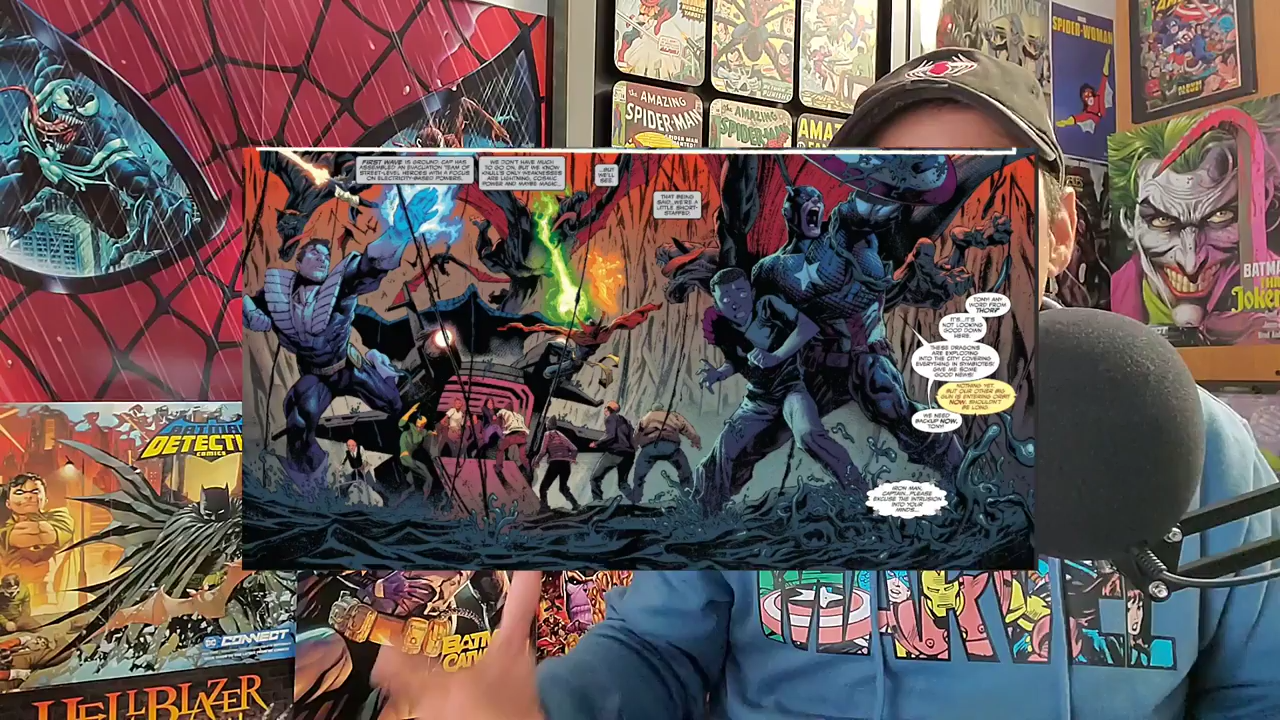 SPIDER-WOMAN
the AMAZING
SPIDER-MAN
the AMAZING
SPIDER-MAN
AMA
FIRST WAVE IS GROUND. CAP HAS
ASSEMBLED AN EVACUATION TEAM OF
STREET-LEVEL HEROES WITH A FOCUS
ON ELECTRICITY-BASED POWERS.
WE DON'T HAVE MUCH
TO GO ON, BUT WE KNOW
KNULL'S ONLY WEAKNESSES
ARE LIGHTNING, COSMIC
POWER AND MAYBE MAGIC...
...BUT
WE'LL
SEE.
THAT BEING
SAID...WE'RE A
LITTLE SHORT-
STAFFED.
TONY! ANY
WORD FROM
THOR?
IT'S...IT'S
NOT LOOKING
GOOD DOWN
HERE.
THESE DRAGONS
ARE EXPLODING
INTO THE CITY COVERING
EVERYTHING IN SYMBIOTES!
GIVE ME SOME
GOOD NEWS!
NOTHING YET,
BUT OUR OTHER BIG
GUN IS ENTERING ORBIT
NOW. SHOULDN'T
BE LONG.
WE NEED
BACKUP NOW,
TONY!
IRON MAN,
CAPTAIN...PLEASE
EXCUSE THE INTRUSION
INTO YOUR
MINDS...
BATMA
THE
Joker
BATMAN
DETECTI
COMICS
DC CONNECT
HELLBLAZER
BATM
CAT